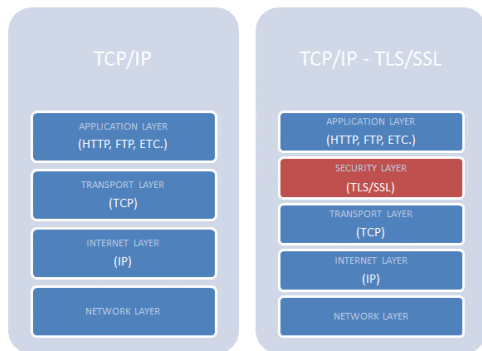 TCP/IP
APPLICATION LAYER
(HTTP, FTP, ETC.)
TRANSPORT LAYER
(TCP)
INTERNET LAYER
(IP)
NETWORK LAYER
TCP/IP - TLS/SSL
APPLICATION LAYER
(HTTP, FTP, ETC.)
SECURITY LAYER
(TLS/SSL)
TRANSPORT LAYER
(TCP)
INTERNET LAYER
(IP)
NETWORK LAYER